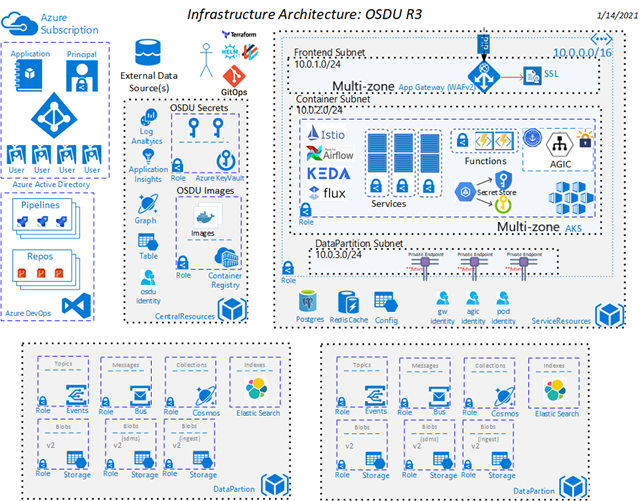 Azure
Subscription
Infrastructure Architecture: OSDU R3
1/14/2021
Application
Principal
User
User
User
User
Azure Active Directory
Pipelines
Repos
Azure DevOps
External Data
Source(s)
Terraform
HELM
GitOps
Log
Analytics
Application
Insights
Graph
Table
osdu
identity
OSDU Secrets
Role
Azure KeyVault
OSDU Images
Images
Role
Container
Registry
CentralResources
10.0.0.0/16
Frontend Subnet
10.0.1.0/24
Multi-zone
App Gateway (WAFv2)
SSL
Container Subnet
10.0.2.0/24
Istio
Apache
Airflow
KEDA
flux
Role
Services
Functions
AGIC
Secret Store
Multi-zone
AKS
DataPartition Subnet
10.0.3.0/24
Private Endpoint
Private Endpoint
Private Endpoint
**future
**future
**future
Role
Postgres
RedisCache
Config
gw
identity
agic
identity
pod
identity
ServiceResources
Topics
Role
Events
Messages
Role
Bus
Collections
Role
Cosmos
Indexes
Elastic Search
Blobs
v2
Role
Storage
Blobs
(sdms)
v2
Role
Storage
Blobs
(ingest)
v2
Role
Storage
DataPartion
Topics
Role
Events
Messages
Role
Bus
Collections
Role
Cosmos
Indexes
Elastic Search
Blobs
v2
Role
Storage
Blobs
(sdms)
v2
Role
Storage
Blobs
(ingest)
v2
Role
Storage
DataPartion